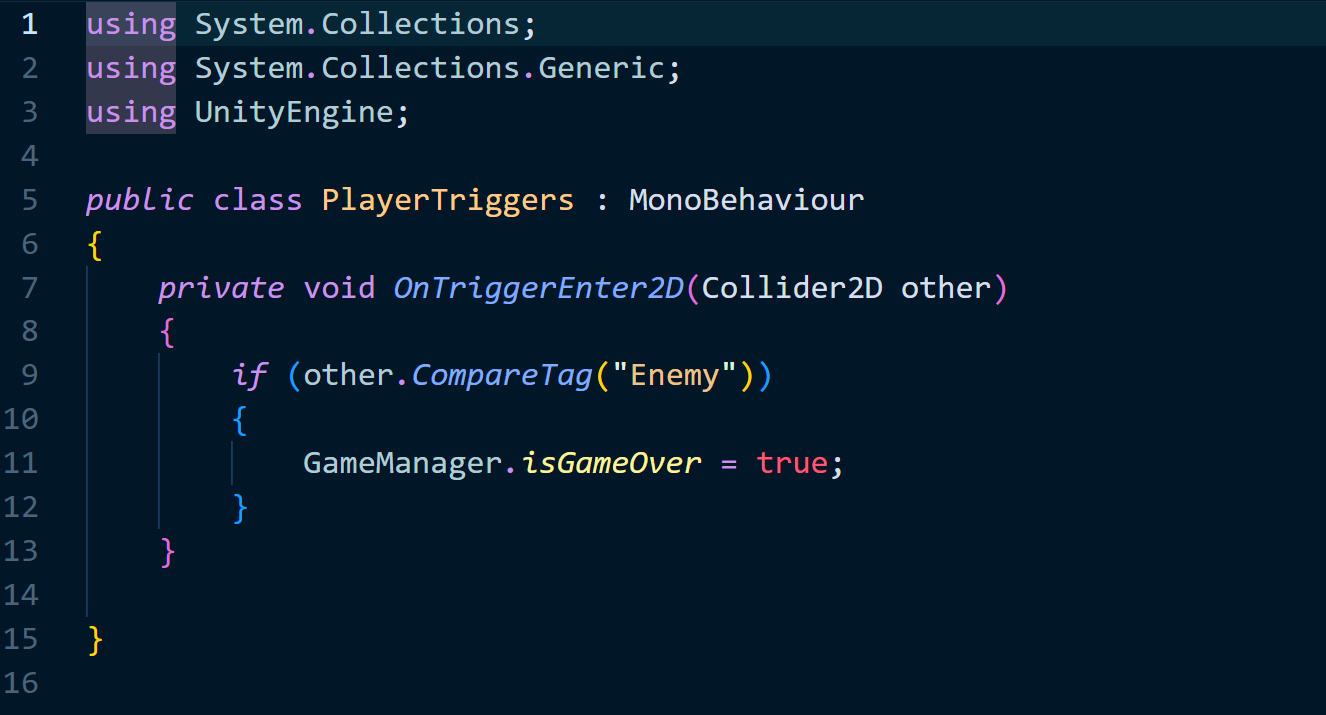 1 using System.Collections;
2 using System.Collections.Generic;
3 using UnityEngine;
4
5 public class PlayerTriggers : MonoBehaviour
6 {
7     private void OnTriggerEnter2D(Collider2D other)
8     {
9         if (other.CompareTag("Enemy"))
10         {
11             GameManager.isGameOver = true;
12         }
13     }
14
15 }
16